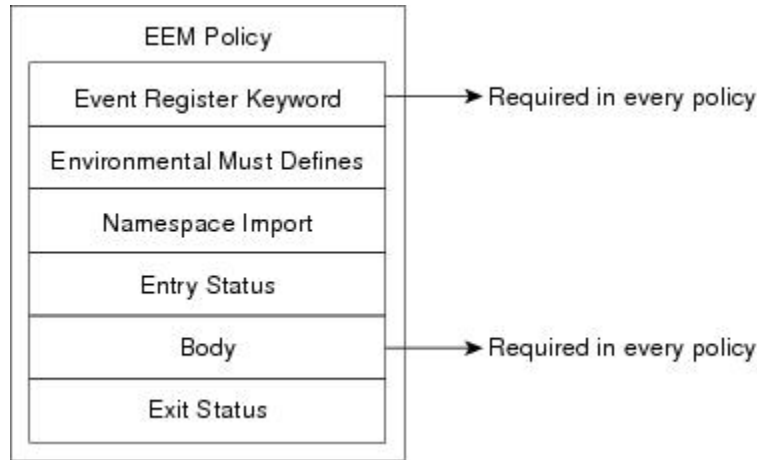 EEM Policy
Event Register Keyword
Required in every policy
Environmental Must Defines
Namespace Import
Entry Status
Body
Required in every policy
Exit Status